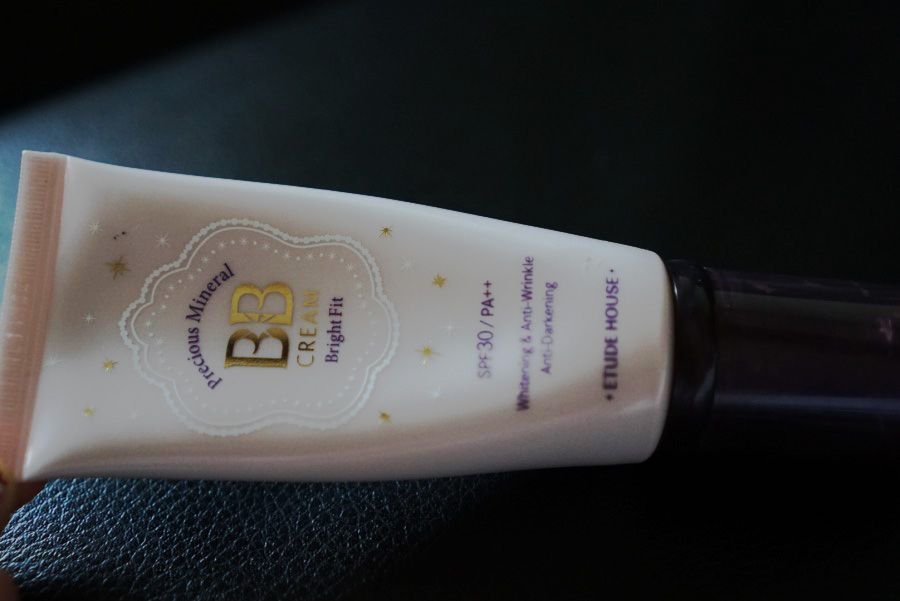 Precious Mineral
BB
CREAM
Bright Fit
SPF30 / PA++
Whitening & Anti-Wrinkle
Anti-Darkening
ETUDE HOUSE